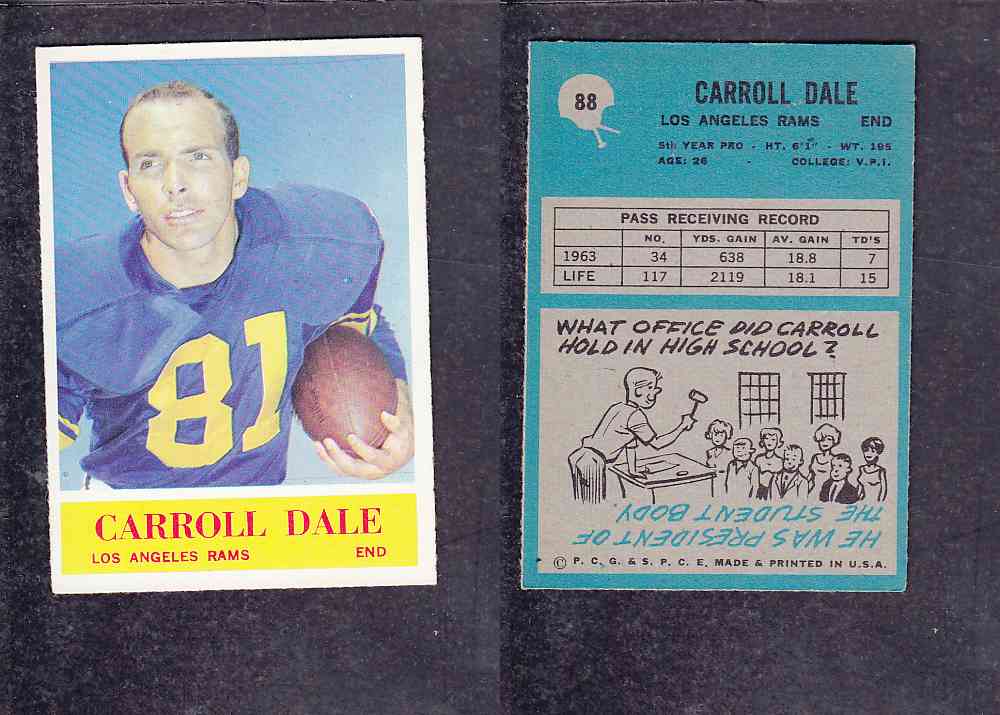 81
CARROLL DALE
LOS ANGELES RAMS END
88
CARROLL DALE
LOS ANGELES RAMS END
5th YEAR PRO - HT. 6'1" - WT. 195
AGE: 26 - COLLEGE: V.P.I.
PASS RECEIVING RECORD
NO. YDS. GAIN AV. GAIN TD'S
1963 34 638 18.8 7
LIFE 117 2119 18.1 15
WHAT OFFICE DID CARROLL
HOLD IN HIGH SCHOOL?
HE WAS PRESIDENT OF
THE STUDENT BODY.
© P. C. G. & S. P. C. E. MADE & PRINTED IN U.S.A.